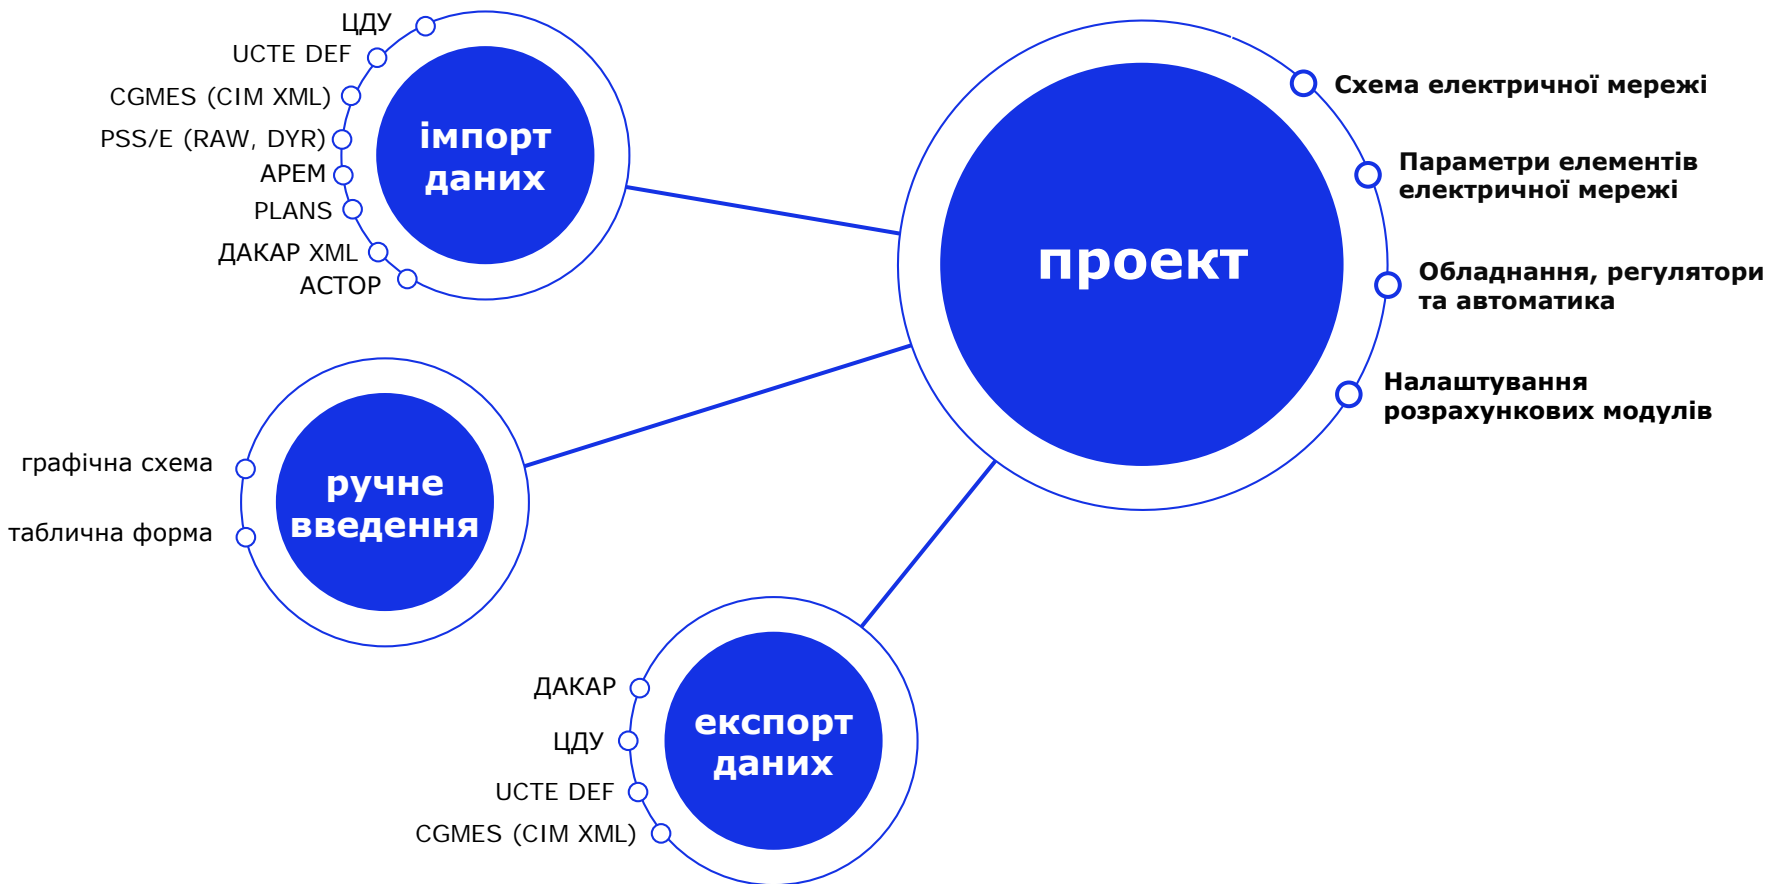 ЦДУ
UCTE DEF
CGMES (CIM XML)
PSS/E (RAW, DYR)
АРЕМ
PLANS
ДАКАР XML
АСТОР
імпорт
даних
проект
Схема електричної мережі
Параметри елементів
електричної мережі
Обладнання, регулятори
та автоматика
Налаштування
розрахункових модулів
графічна схема
таблична форма
ручне
введення
ДАКАР
ЦДУ
UCTE DEF
CGMES (CIM XML)
експорт
даних